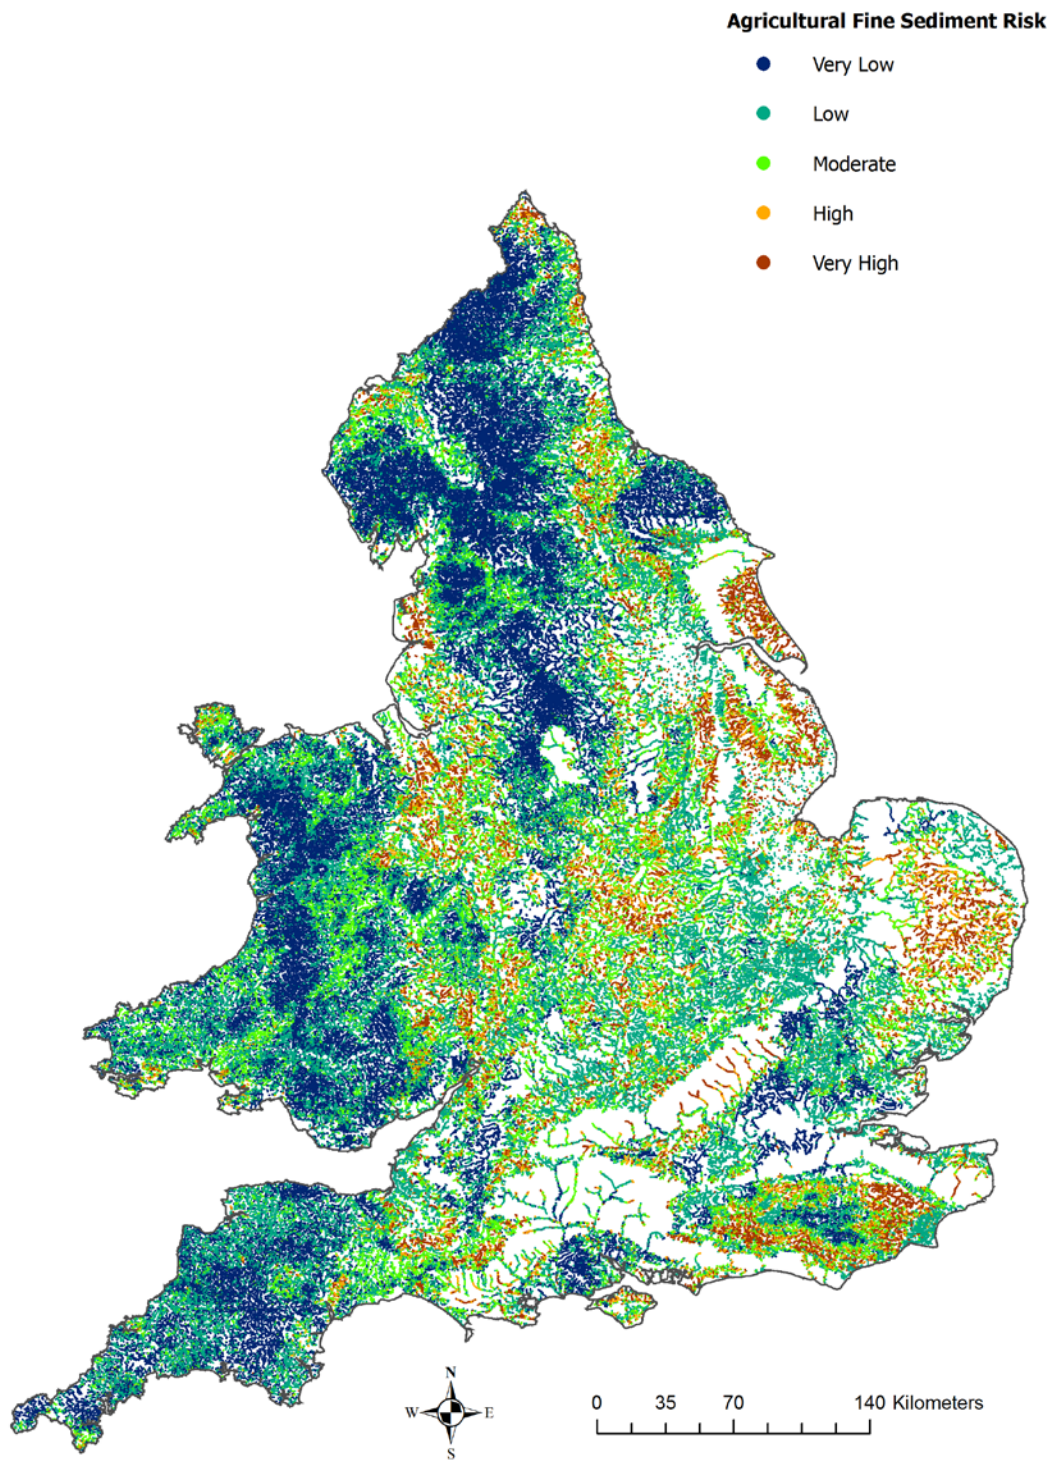 Agricultural Fine Sediment Risk
Very Low
Low
Moderate
High
Very High
N
W E
S
0 35 70 140 Kilometers